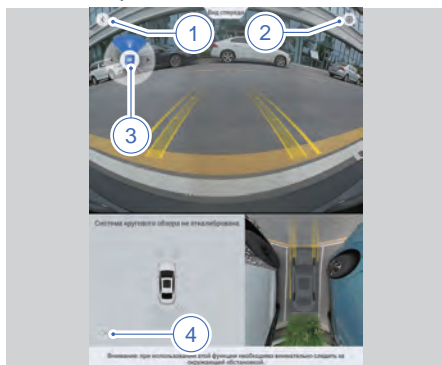 Вид спереди
1
2
3
Система кругового обзора не откалибрована
4
Внимание: при использовании этой функции необходимо внимательно следить за
окружающей обстановкой.